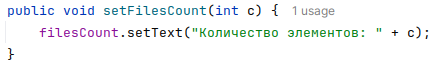 public void setFilesCount(int c) { 1 usage
filesCount.setText("Количество элементов: " + c);
}